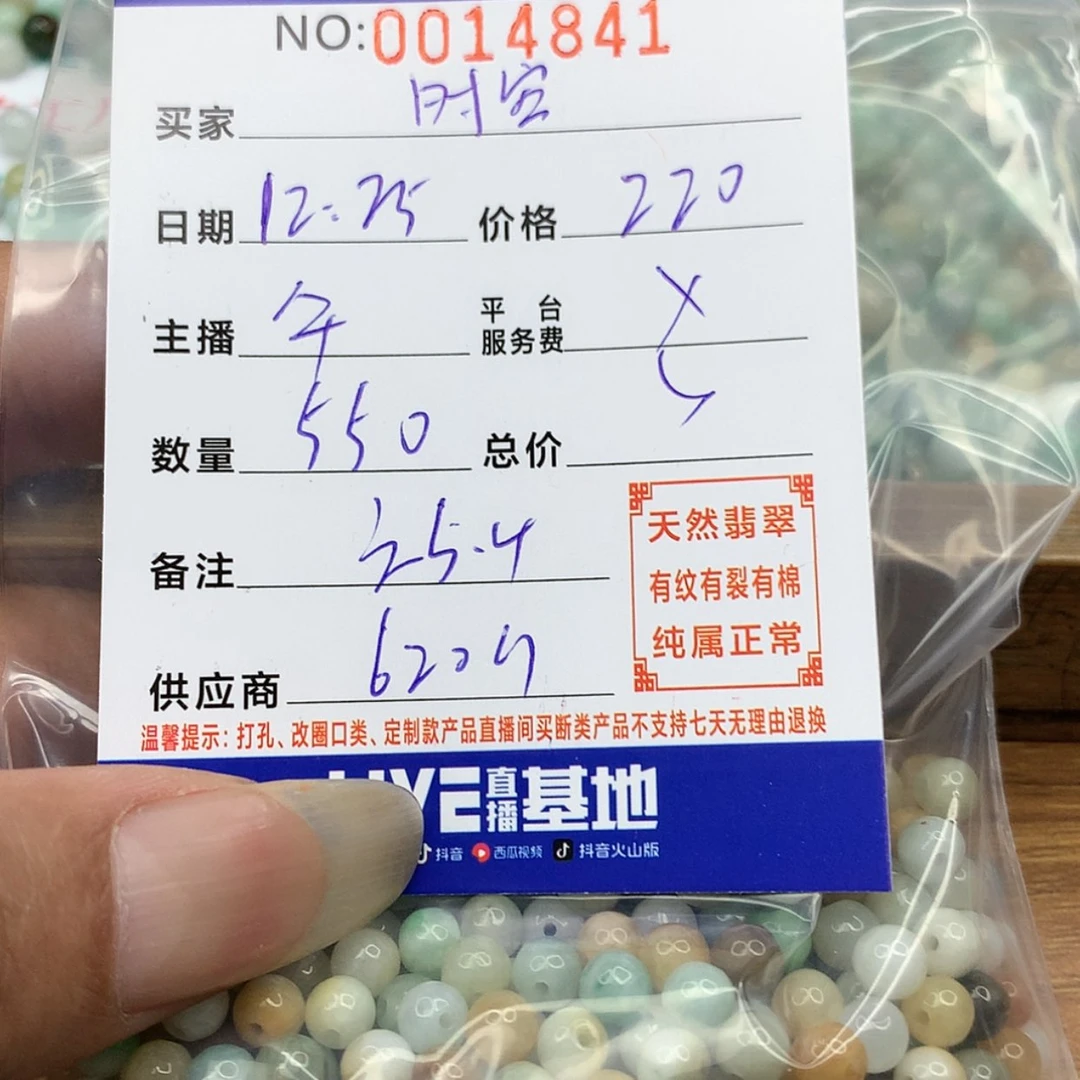 NO:0014841
买家 时安
日期 12.25 价格 220
主播 午 平台服务费
数量 550 总价
备注
供应商
天然翡翠
有纹有裂有棉
纯属正常
温馨提示：打孔、改圈口类、定制款产品直播间买断类产品不支持七天无理由退换
直播基地
抖音 西瓜视频 抖音火山版